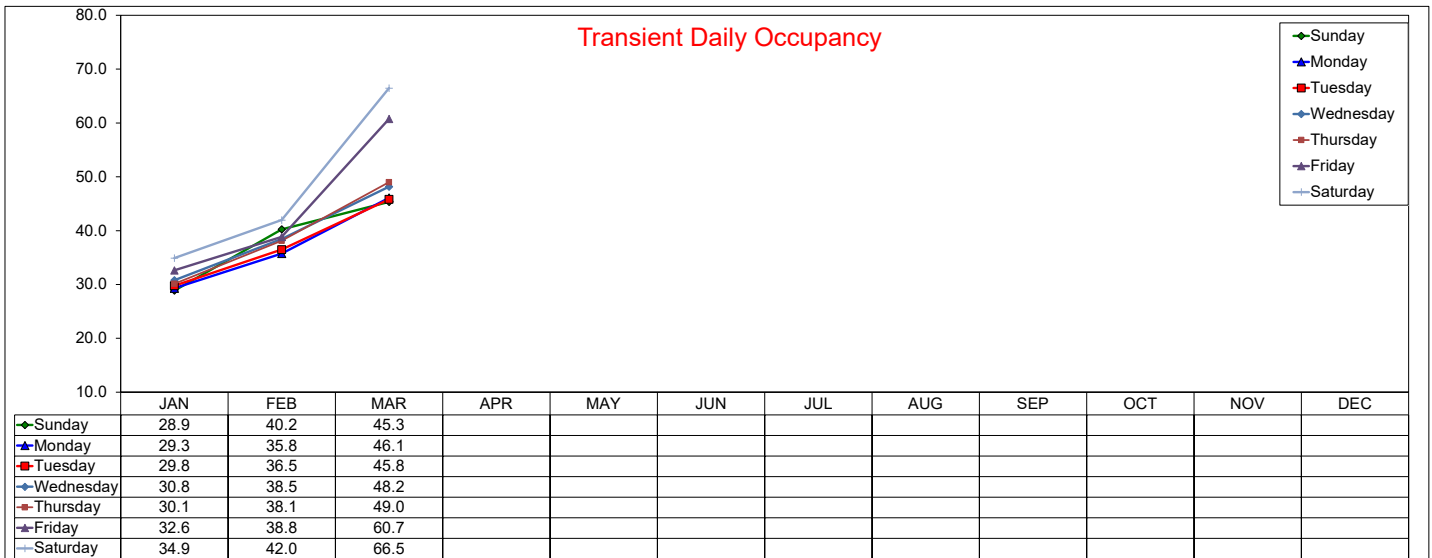 Transient Daily Occupancy
80.0
70.0
60.0
50.0
40.0
30.0
20.0
10.0
Sunday
Monday
Tuesday
Wednesday
Thursday
Friday
Saturday
JAN FEB MAR APR MAY JUN JUL AUG SEP OCT NOV DEC
Sunday 28.9 40.2 45.3
Monday 29.3 35.8 46.1
Tuesday 29.8 36.5 45.8
Wednesday 30.8 38.5 48.2
Thursday 30.1 38.1 49.0
Friday 32.6 38.8 60.7
Saturday 34.9 42.0 66.5